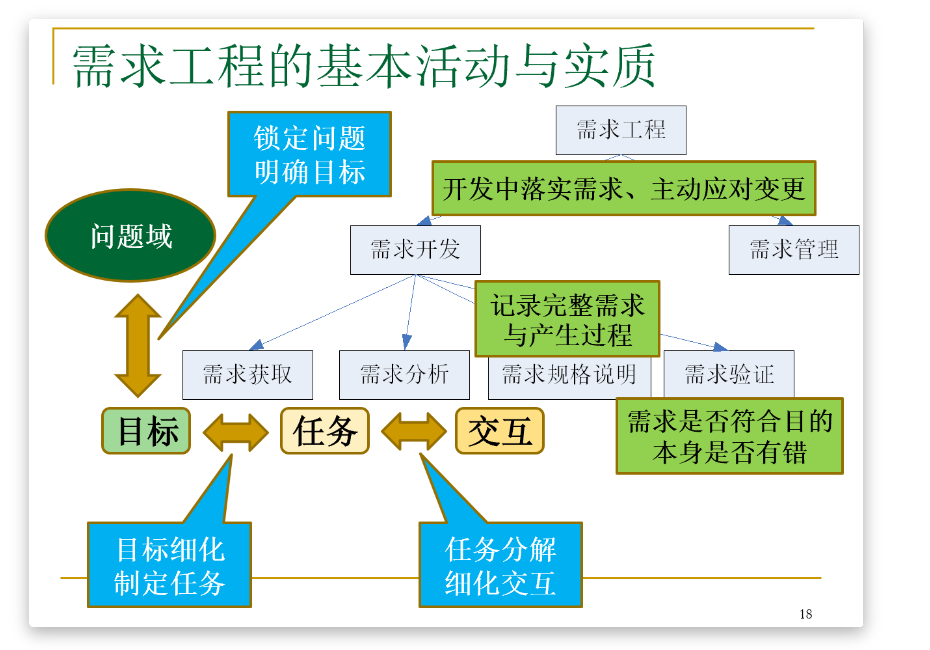 需求工程的基本活动与实质
锁定问题
明确目标
需求工程
开发中落实需求、主动应对变更
问题域
需求开发
需求管理
记录完整需求
与产生过程
需求获取
需求分析
需求规格说明
需求验证
目标
任务
交互
需求是否符合目的
本身是否有错
目标细化
制定任务
任务分解
细化交互
18